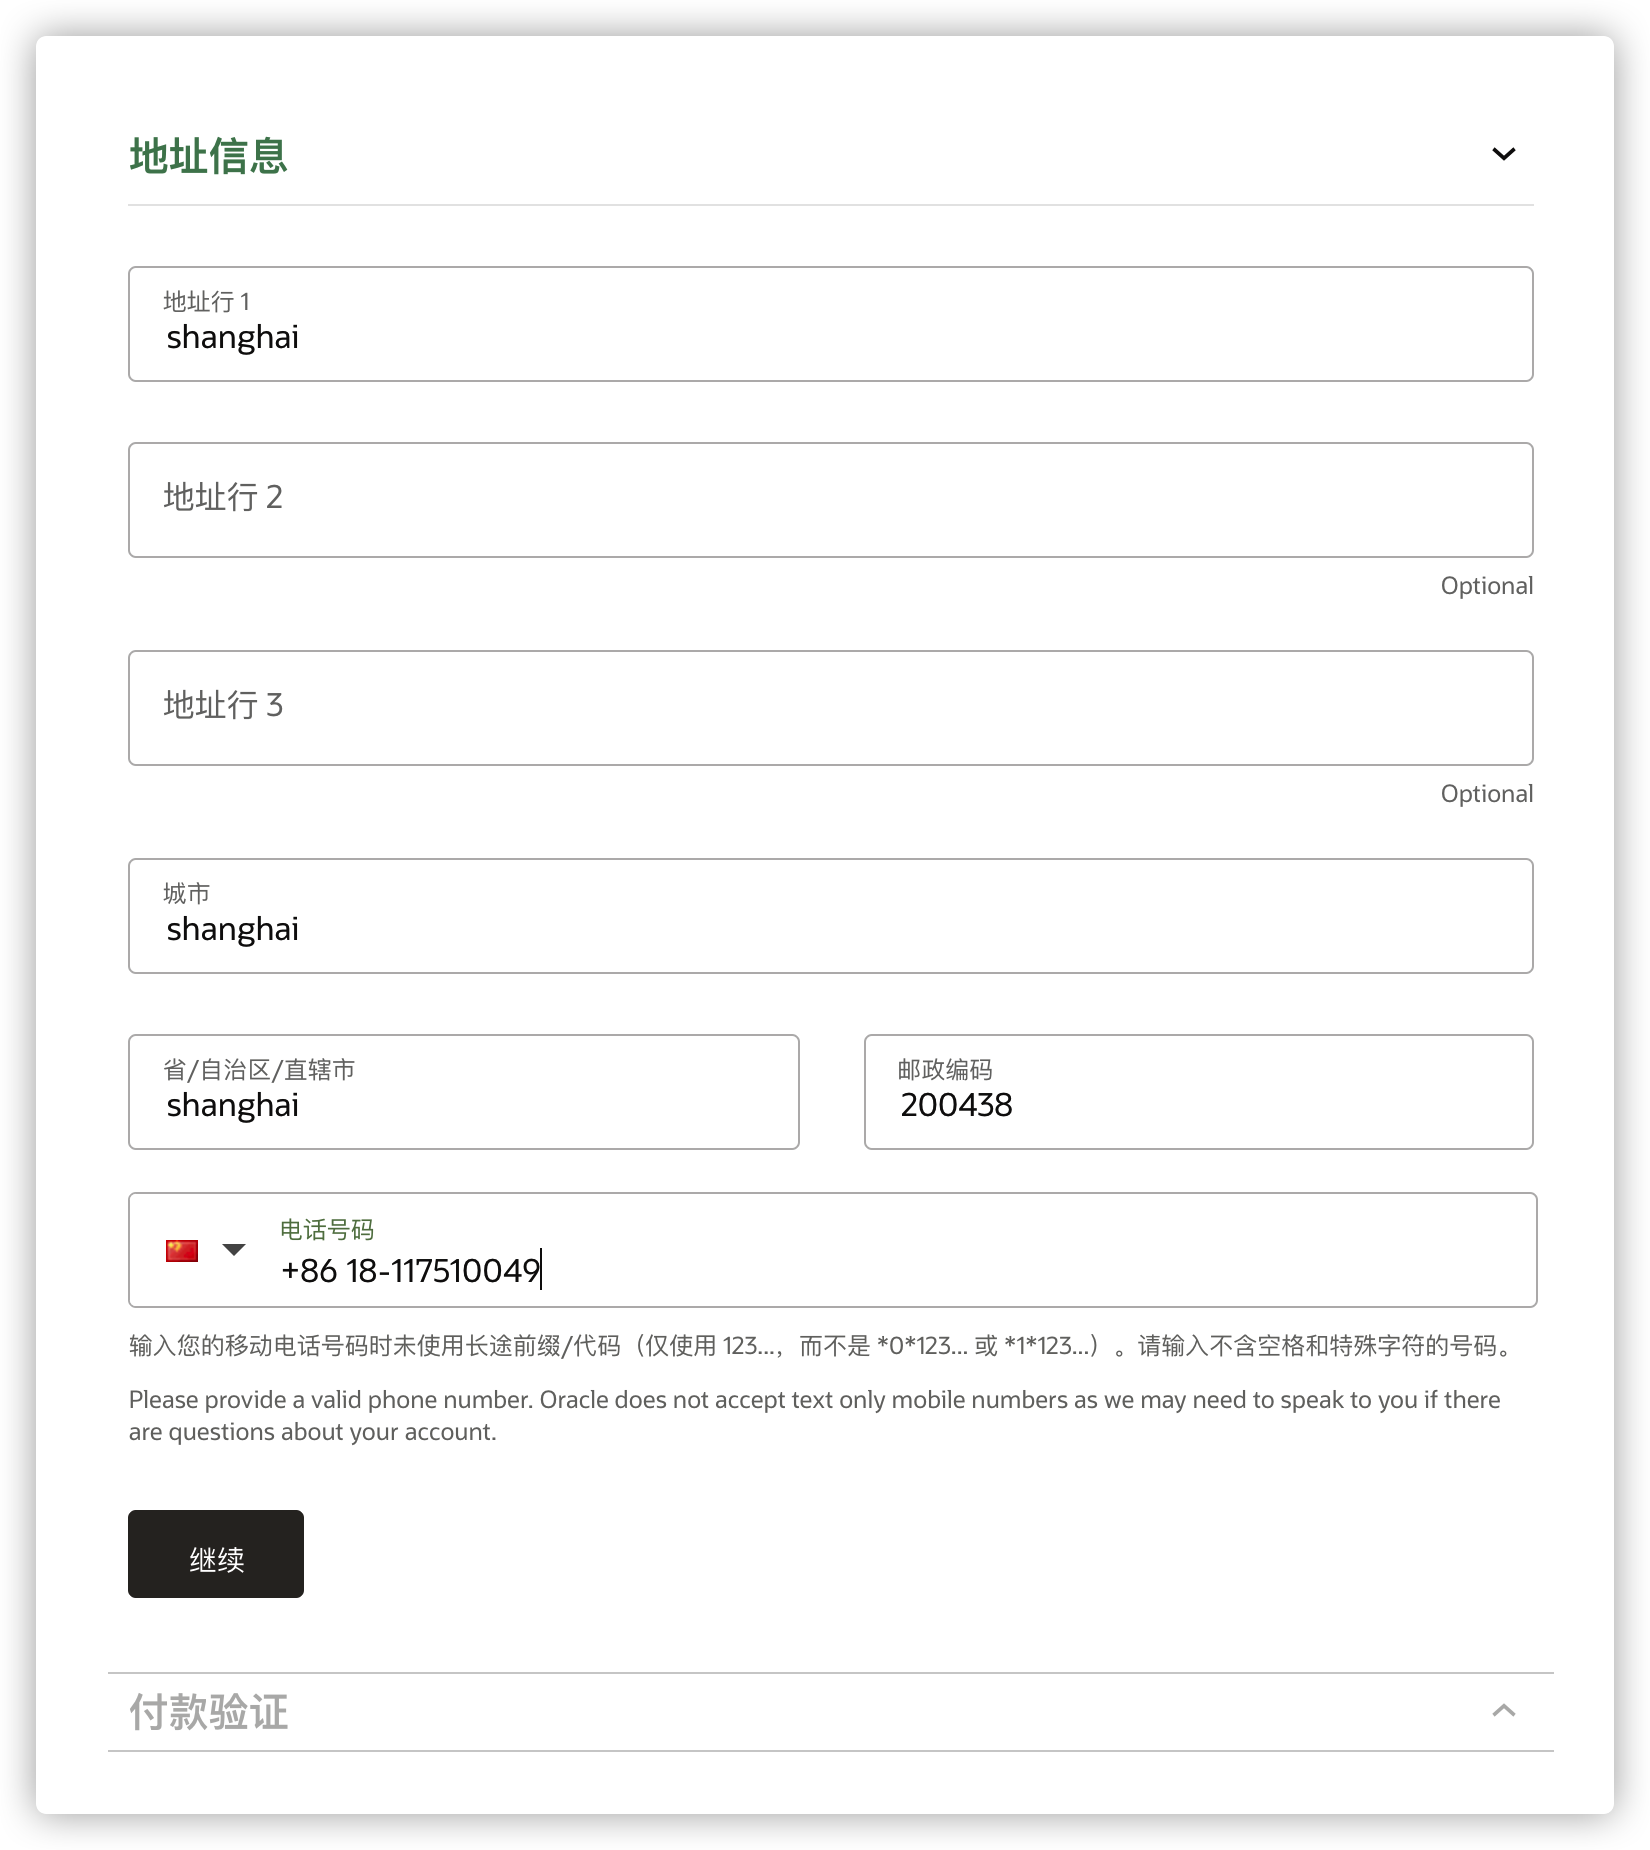 地址信息
地址行 1
shanghai
地址行 2
Optional
地址行 3
Optional
城市
shanghai
省/自治区/直辖市
shanghai
邮政编码
200438
电话号码
+86 18-117510049
输入您的移动电话号码时未使用长途前缀/代码（仅使用 123...，而不是 *0*123... 或 *1*123...）。请输入不含空格和特殊字符的号码。
Please provide a valid phone number. Oracle does not accept text only mobile numbers as we may need to speak to you if there
are questions about your account.
继续
付款验证